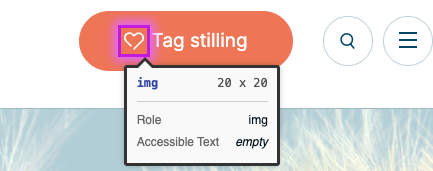 Tag stilling
img 20 x 20
Role img
Accessible Text empty